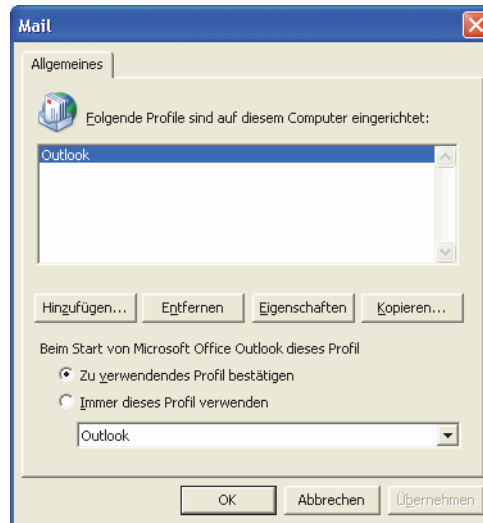 Mail
Allgemeines
Folgende Profile sind auf diesem Computer eingerichtet:
Outlook
Hinzufügen... Entfernen Eigenschaften Kopieren...
Beim Start von Microsoft Office Outlook dieses Profil
Zu verwendendes Profil bestätigen
Immer dieses Profil verwenden
Outlook
OK Abbrechen Übernehmen